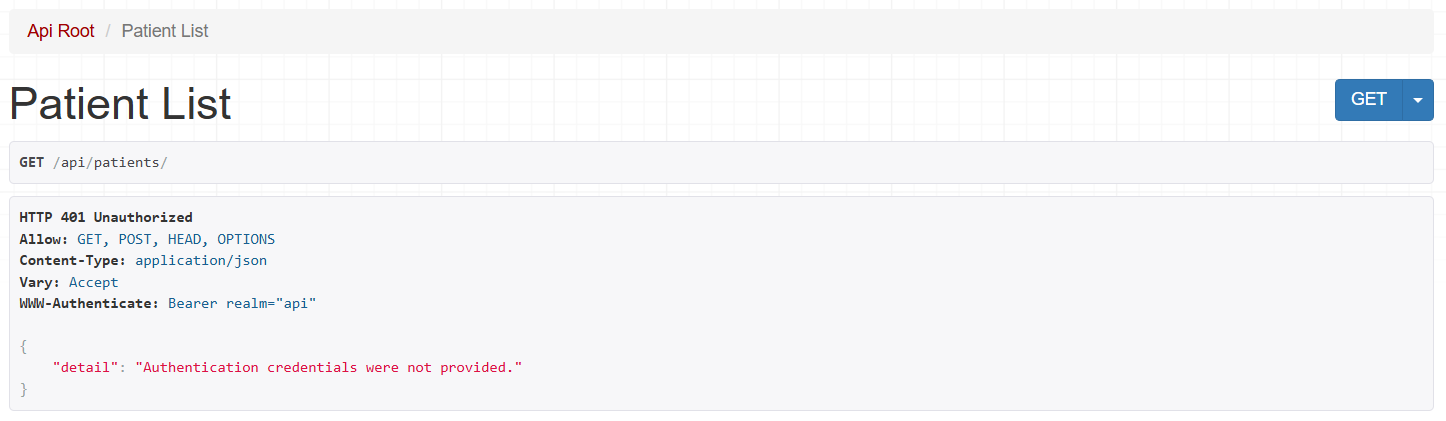 Api Root / Patient List
Patient List
GET
GET /api/patients/
HTTP 401 Unauthorized
Allow: GET, POST, HEAD, OPTIONS
Content-Type: application/json
Vary: Accept
WWW-Authenticate: Bearer realm="api"
{
    "detail": "Authentication credentials were not provided."
}